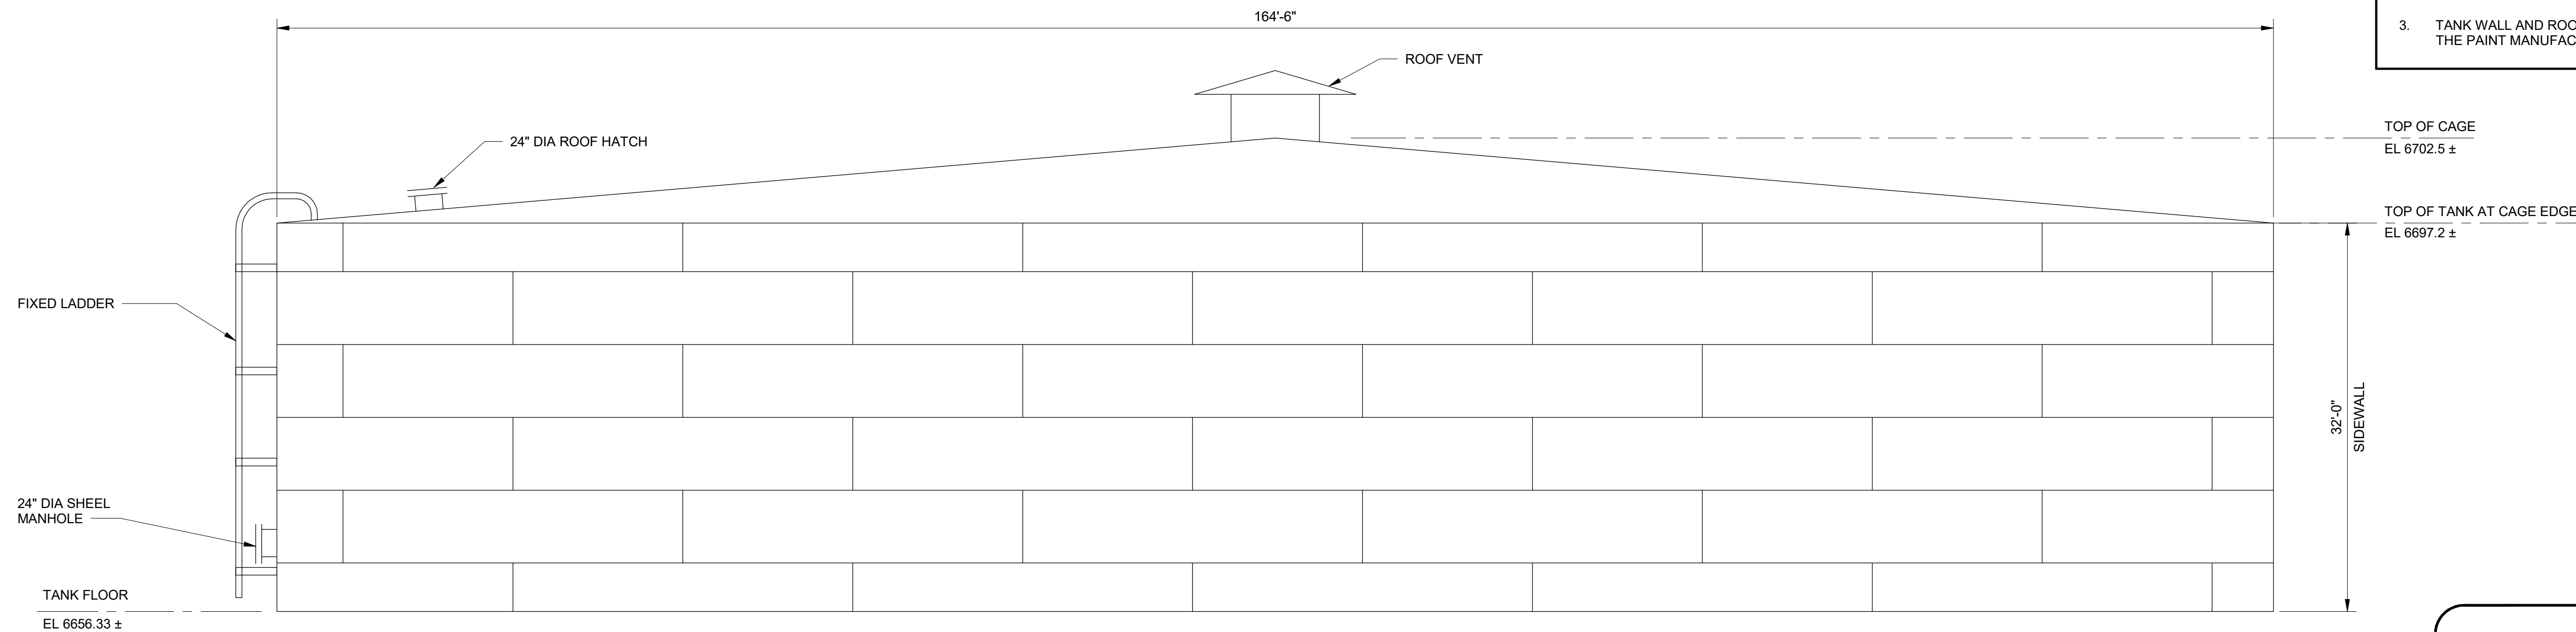 164'-6"
3. TANK WALL AND ROO
THE PAINT MANUFAC
ROOF VENT
TOP OF CAGE
EL 6702.5 ±
24" DIA ROOF HATCH
TOP OF TANK AT CAGE EDGE
EL 6697.2 ±
FIXED LADDER
32'-0"
SIDEWALL
24" DIA SHEEL
MANHOLE
TANK FLOOR
EL 6656.33 ±